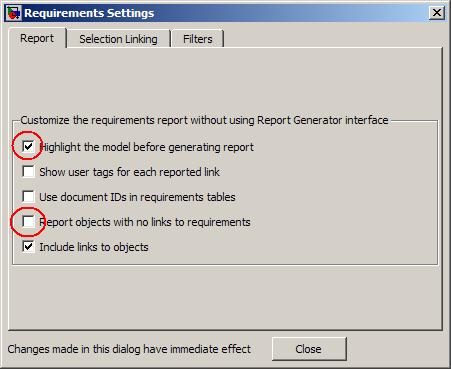 Requirements Settings
Report
Selection Linking
Filters
Customize the requirements report without using Report Generator interface
Highlight the model before generating report
Show user tags for each reported link
Use document IDs in requirements tables
Report objects with no links to requirements
Include links to objects
Changes made in this dialog have immediate effect
Close